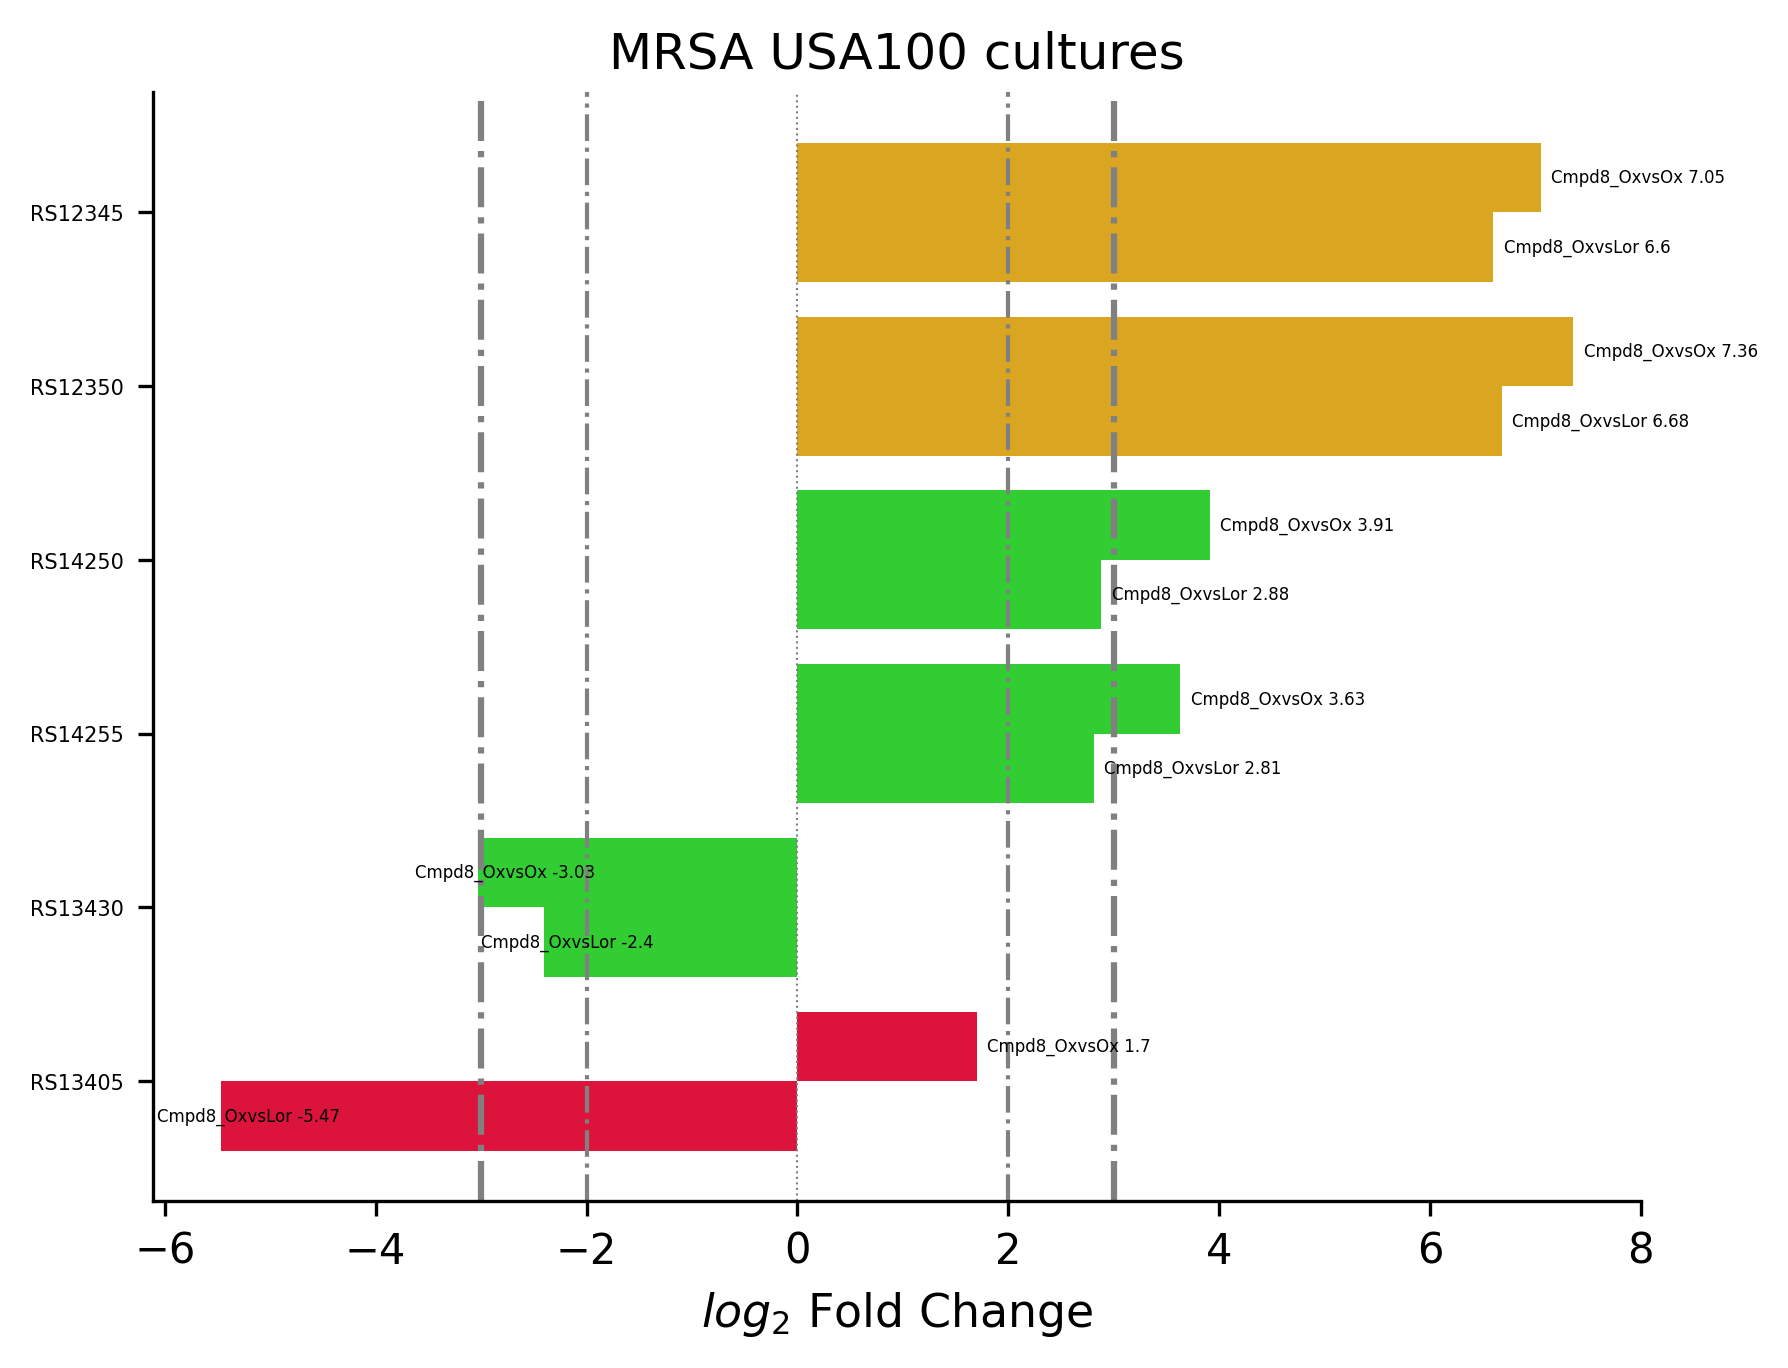 MRSA USA100 cultures
RS12345
Cmpd8_OxvsOx 7.05
Cmpd8_OxvsLor 6.6
RS12350
Cmpd8_OxvsOx 7.36
Cmpd8_OxvsLor 6.68
RS14250
Cmpd8_OxvsOx 3.91
Cmpd8_OxvsLor 2.88
RS14255
Cmpd8_OxvsOx 3.63
Cmpd8_OxvsLor 2.81
RS13430
Cmpd8_OxvsOx -3.03
Cmpd8_OxvsLor -2.4
RS13405
Cmpd8_OxvsOx 1.7
Cmpd8_OxvsLor -5.47
−6 −4 −2 0 2 4 6 8
log₂ Fold Change